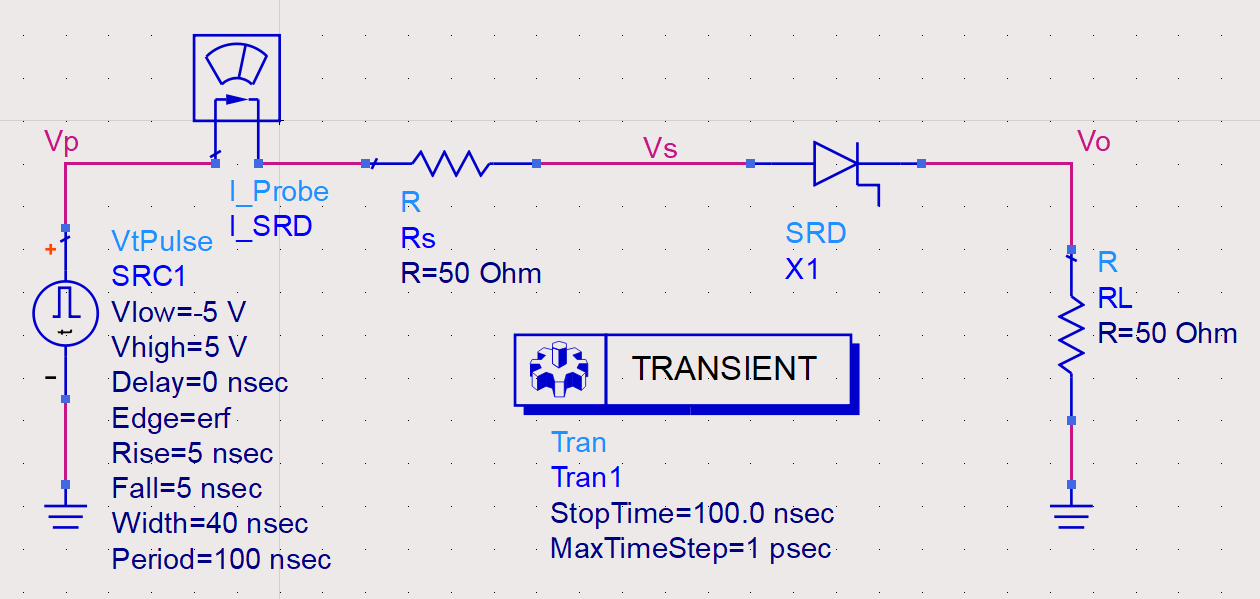 Vp
I_Probe
I_SRD
+
VtPulse
SRC1
Vlow=-5 V
Vhigh=5 V
Delay=0 nsec
Edge=erf
Rise=5 nsec
Fall=5 nsec
Width=40 nsec
Period=100 nsec
t
-
R
Rs
R=50 Ohm
Vs
SRD
X1
Vo
R
RL
R=50 Ohm
TRANSIENT
Tran
Tran1
StopTime=100.0 nsec
MaxTimeStep=1 psec